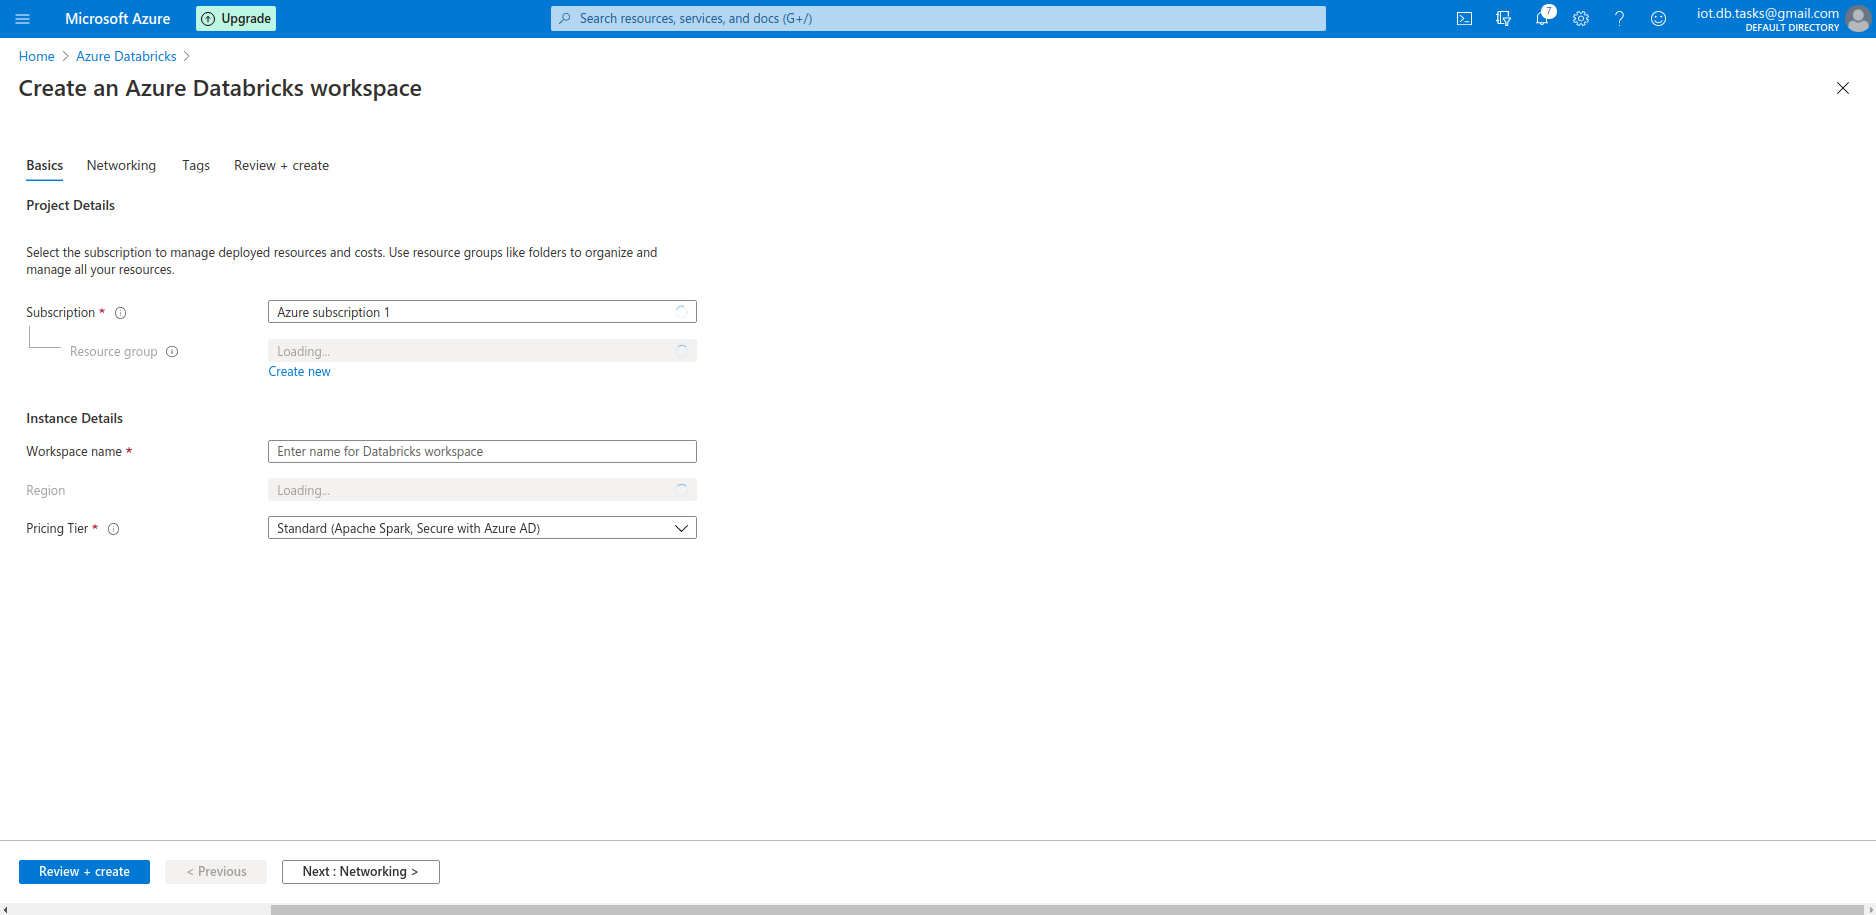 Microsoft Azure
Upgrade
Search resources, services, and docs (G+/)
7
iot.db.tasks@gmail.com
DEFAULT DIRECTORY
Home > Azure Databricks >
Create an Azure Databricks workspace
Basics Networking Tags Review + create
Project Details
Select the subscription to manage deployed resources and costs. Use resource groups like folders to organize and
manage all your resources.
Subscription *
Azure subscription 1
Resource group
Loading...
Create new
Instance Details
Workspace name *
Enter name for Databricks workspace
Region
Loading...
Pricing Tier *
Standard (Apache Spark, Secure with Azure AD)
Review + create
< Previous
Next : Networking >